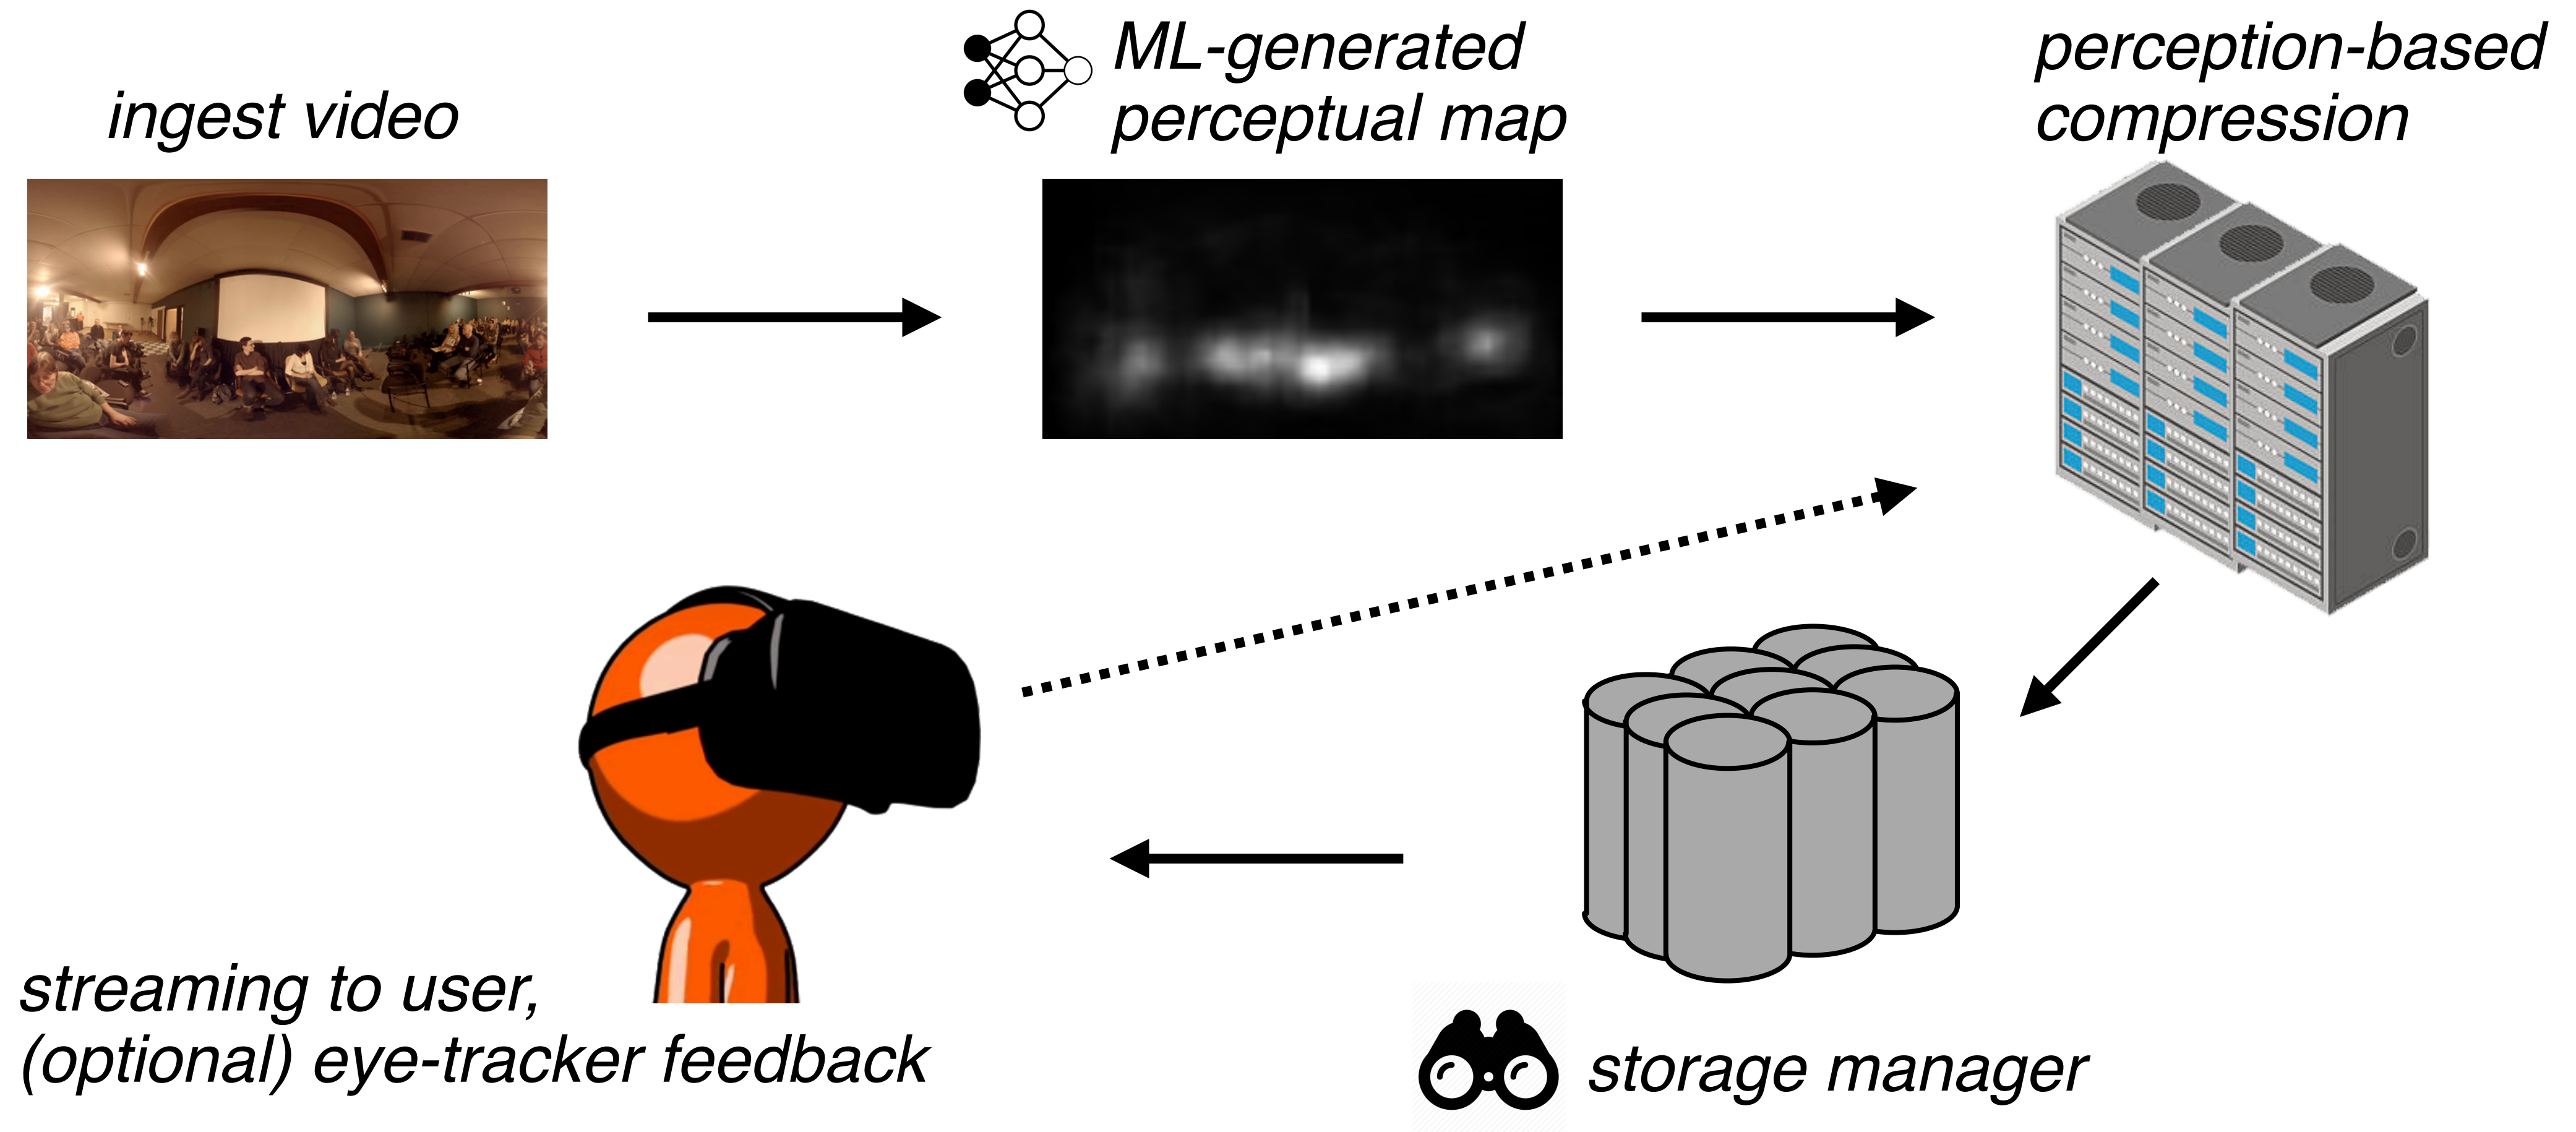 ingest video
ML-generated
perceptual map
perception-based
compression
streaming to user,
(optional) eye-tracker feedback
storage manager